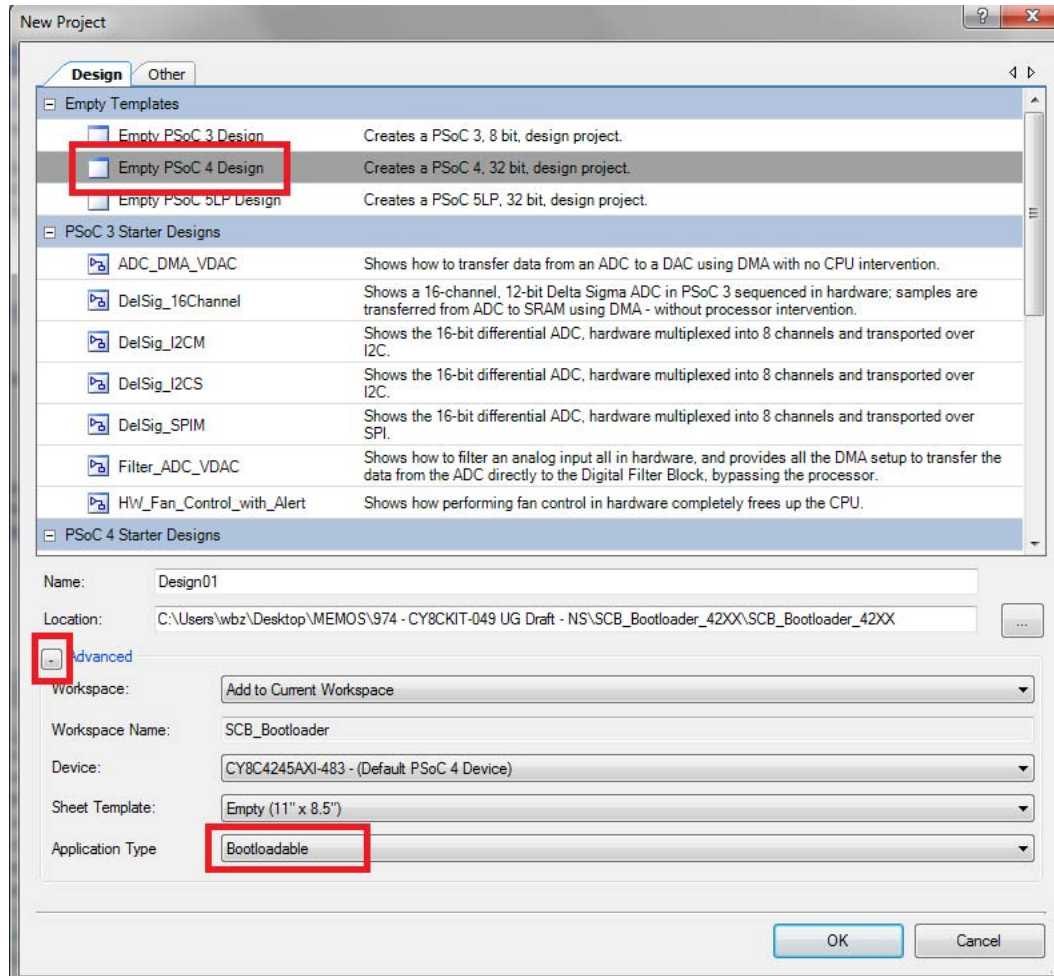 New Project
Design Other
Empty Templates
Empty PSoC 3 Design Creates a PSoC 3, 8 bit, design project.
Empty PSoC 4 Design Creates a PSoC 4, 32 bit, design project.
Empty PSoC 5LP Design Creates a PSoC 5LP, 32 bit, design project.
PSoC 3 Starter Designs
ADC_DMA_VDAC Shows how to transfer data from an ADC to a DAC using DMA with no CPU intervention.
DelSig_16Channel Shows a 16-channel, 12-bit Delta Sigma ADC in PSoC 3 sequenced in hardware; samples are
transferred from ADC to SRAM using DMA - without processor intervention.
DelSig_I2CM Shows the 16-bit differential ADC, hardware multiplexed into 8 channels and transported over
I2C.
DelSig_I2CS Shows the 16-bit differential ADC, hardware multiplexed into 8 channels and transported over
I2C.
DelSig_SPIM Shows the 16-bit differential ADC, hardware multiplexed into 8 channels and transported over
SPI.
Filter_ADC_VDAC Shows how to filter an analog input all in hardware, and provides all the DMA setup to transfer the
data from the ADC directly to the Digital Filter Block, bypassing the processor.
HW_Fan_Control_with_Alert Shows how performing fan control in hardware completely frees up the CPU.
PSoC 4 Starter Designs
Name: Design01
Location: C:\Users\wbz\Desktop\MEMOS\974 - CY8CKIT-049 UG Draft - NS\SCB_Bootloader_42XX\SCB_Bootloader_42XX ...
- Advanced
Workspace: Add to Current Workspace
Workspace Name: SCB_Bootloader
Device: CY8C4245AXI-483 - (Default PSoC 4 Device)
Sheet Template: Empty (11" x 8.5")
Application Type Bootloadable
OK Cancel